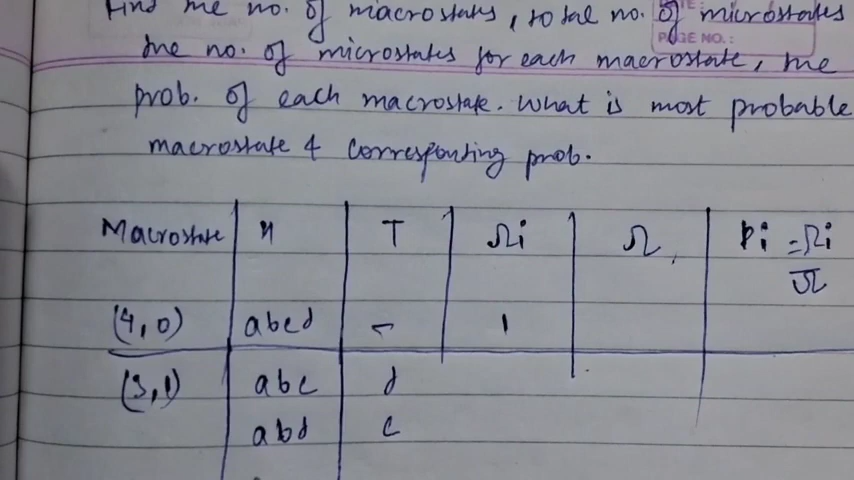 Find the no. of macrostates, total no. of microstates
the no. of microstates for each macrostate, the
prob. of each macrostate. What is most probable
macrostate & corresponding prob.
PAGE NO.:
Macrostate H T Ωi Ω Pi = Ωi/Ω
(4,0) abcd - 1
(3,1) abc d
abd c